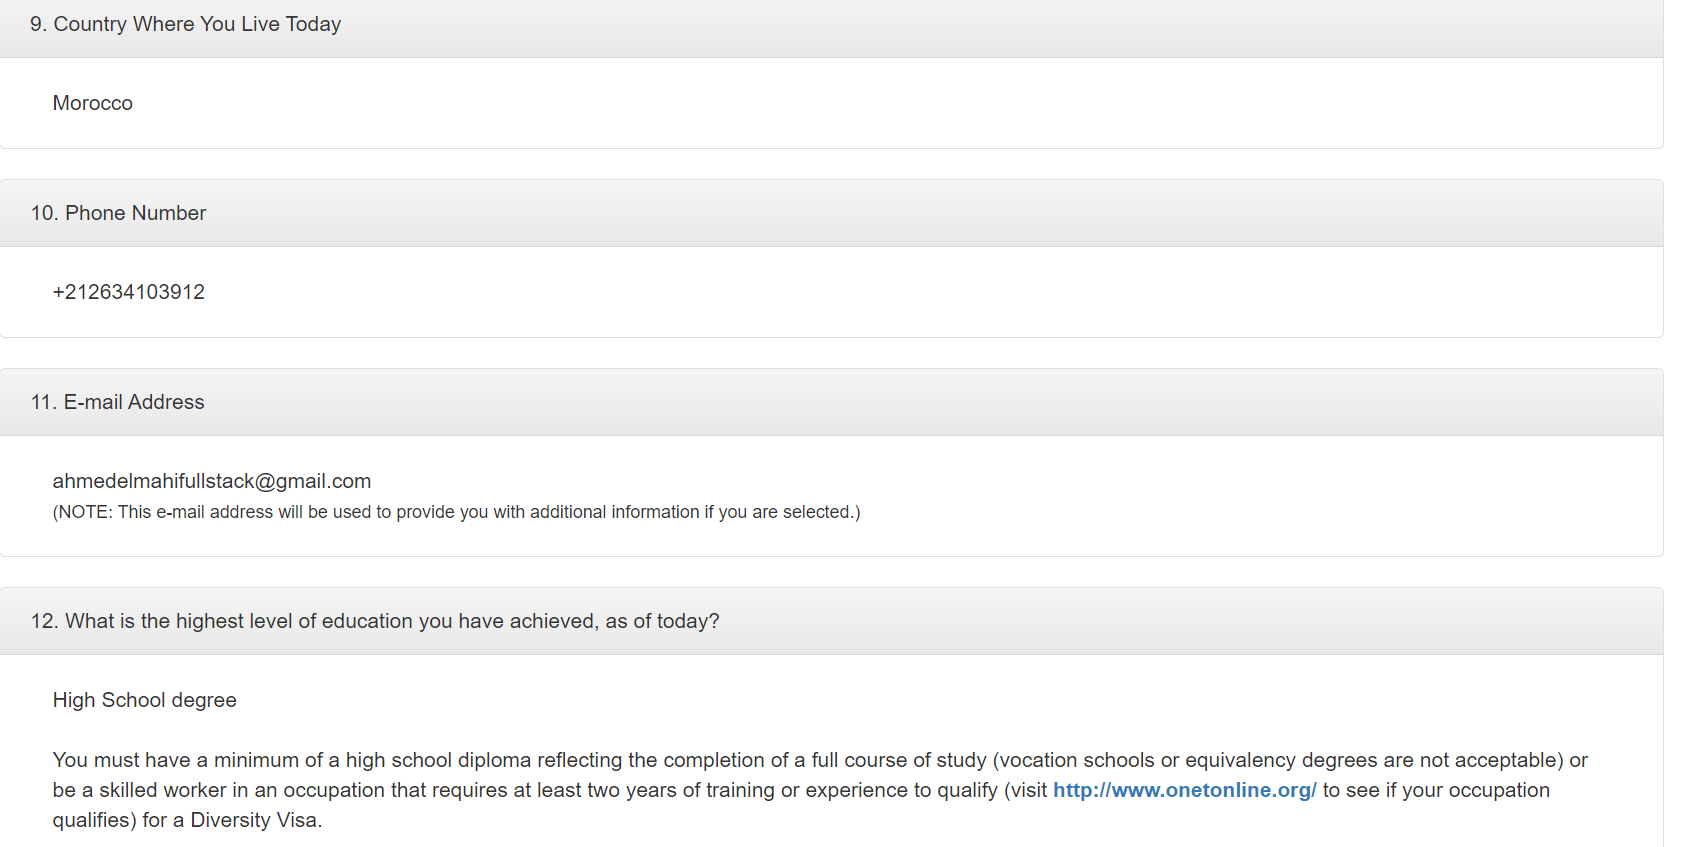 9. Country Where You Live Today
Morocco
10. Phone Number
+212634103912
11. E-mail Address
ahmedelmahifullstack@gmail.com
(NOTE: This e-mail address will be used to provide you with additional information if you are selected.)
12. What is the highest level of education you have achieved, as of today?
High School degree
You must have a minimum of a high school diploma reflecting the completion of a full course of study (vocation schools or equivalency degrees are not acceptable) or
be a skilled worker in an occupation that requires at least two years of training or experience to qualify (visit http://www.onetonline.org/ to see if your occupation
qualifies) for a Diversity Visa.